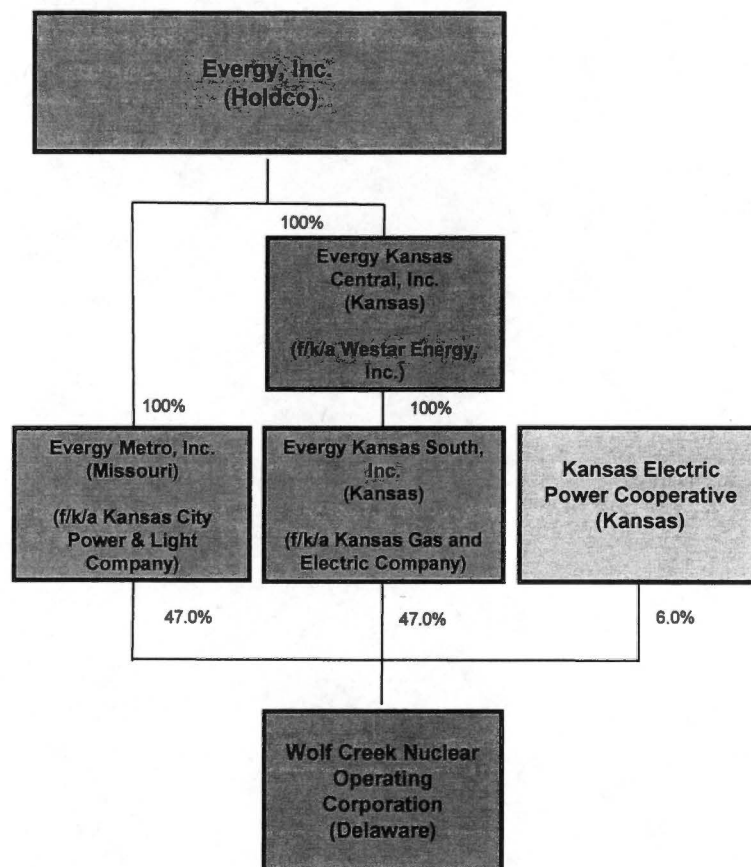 Evergy, Inc.
(Holdco)
100%
Evergy Kansas
Central, Inc.
(Kansas)
(f/k/a Westar Energy,
Inc.)
100%
100%
Evergy Metro, Inc.
(Missouri)
(f/k/a Kansas City
Power & Light
Company)
Evergy Kansas South,
Inc.
(Kansas)
(f/k/a Kansas Gas and
Electric Company)
Kansas Electric
Power Cooperative
(Kansas)
47.0%
47.0%
6.0%
Wolf Creek Nuclear
Operating
Corporation
(Delaware)